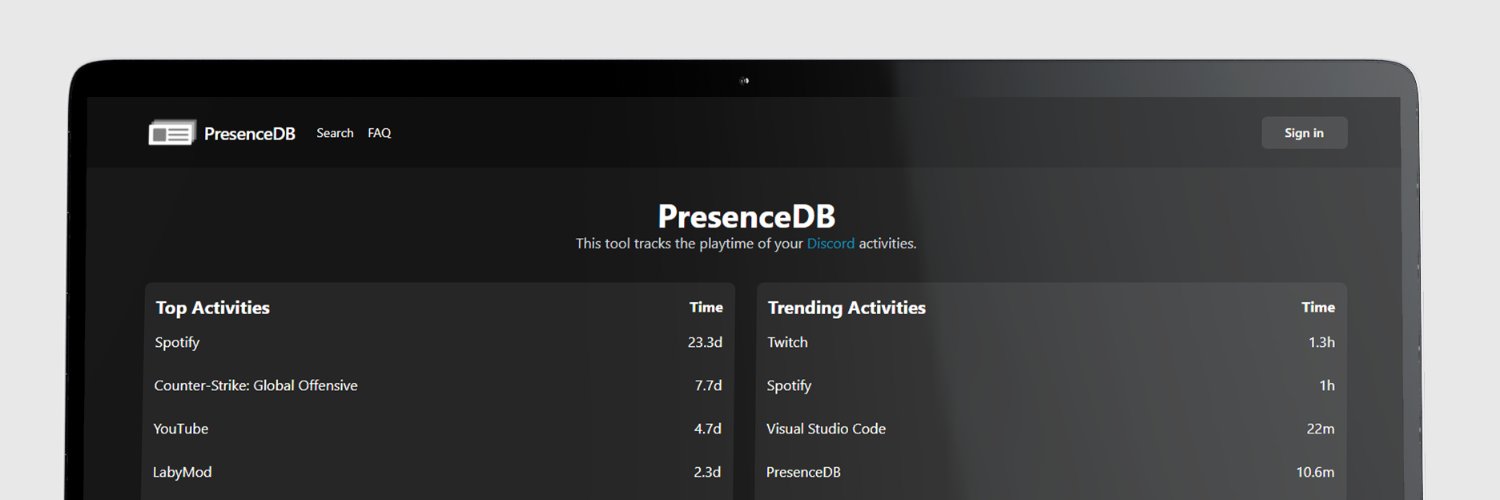 PresenceDB Search FAQ Sign in
PresenceDB
This tool tracks the playtime of your Discord activities.
Top Activities Time
Spotify 23.3d
Counter-Strike: Global Offensive 7.7d
YouTube 4.7d
LabyMod 2.3d
Trending Activities Time
Twitch 1.3h
Spotify 1h
Visual Studio Code 22m
PresenceDB 10.6m